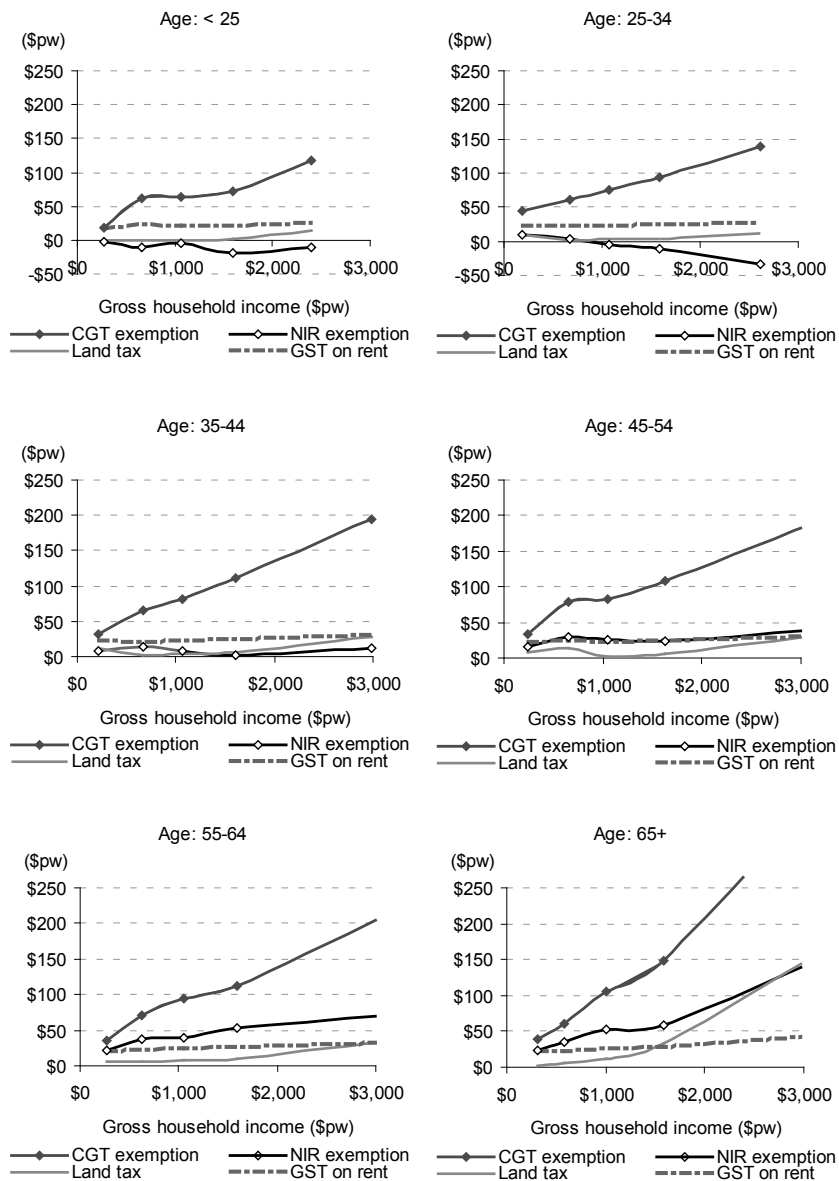 Age: < 25
($pw)
$250
$200
$150
$100
$50
$0
-$50
$0 $1,000 $2,000 $3,000
Gross household income ($pw)
CGT exemption NIR exemption
Land tax GST on rent
Age: 25-34
($pw)
$250
$200
$150
$100
$50
$0
-$50
$0 $1,000 $2,000 $3,000
Gross household income ($pw)
CGT exemption NIR exemption
Land tax GST on rent
Age: 35-44
($pw)
$250
$200
$150
$100
$50
$0
$0 $1,000 $2,000 $3,000
Gross household income ($pw)
CGT exemption NIR exemption
Land tax GST on rent
Age: 45-54
($pw)
$250
$200
$150
$100
$50
$0
$0 $1,000 $2,000 $3,000
Gross household income ($pw)
CGT exemption NIR exemption
Land tax GST on rent
Age: 55-64
($pw)
$250
$200
$150
$100
$50
$0
$0 $1,000 $2,000 $3,000
Gross household income ($pw)
CGT exemption NIR exemption
Land tax GST on rent
Age: 65+
($pw)
$250
$200
$150
$100
$50
$0
$0 $1,000 $2,000 $3,000
Gross household income ($pw)
CGT exemption NIR exemption
Land tax GST on rent